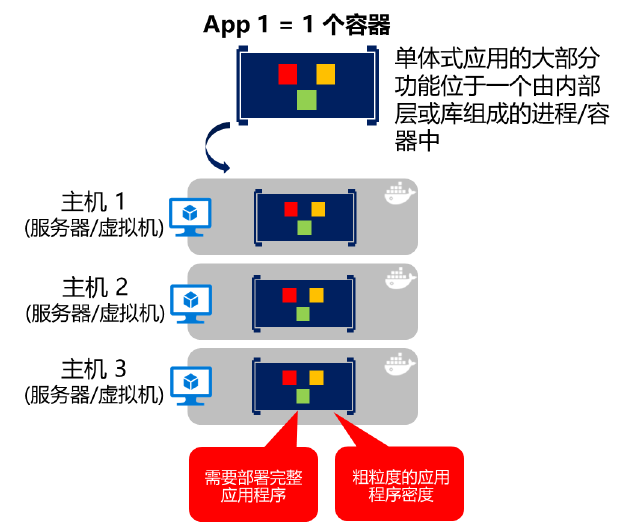 App 1 = 1 个容器
单体式应用的大部分
功能位于一个由内部
层或库组成的进程/容
器中
主机 1
(服务器/虚拟机)
主机 2
(服务器/虚拟机)
主机 3
(服务器/虚拟机)
需要部署完整
应用程序
粗粒度的应用
程序密度